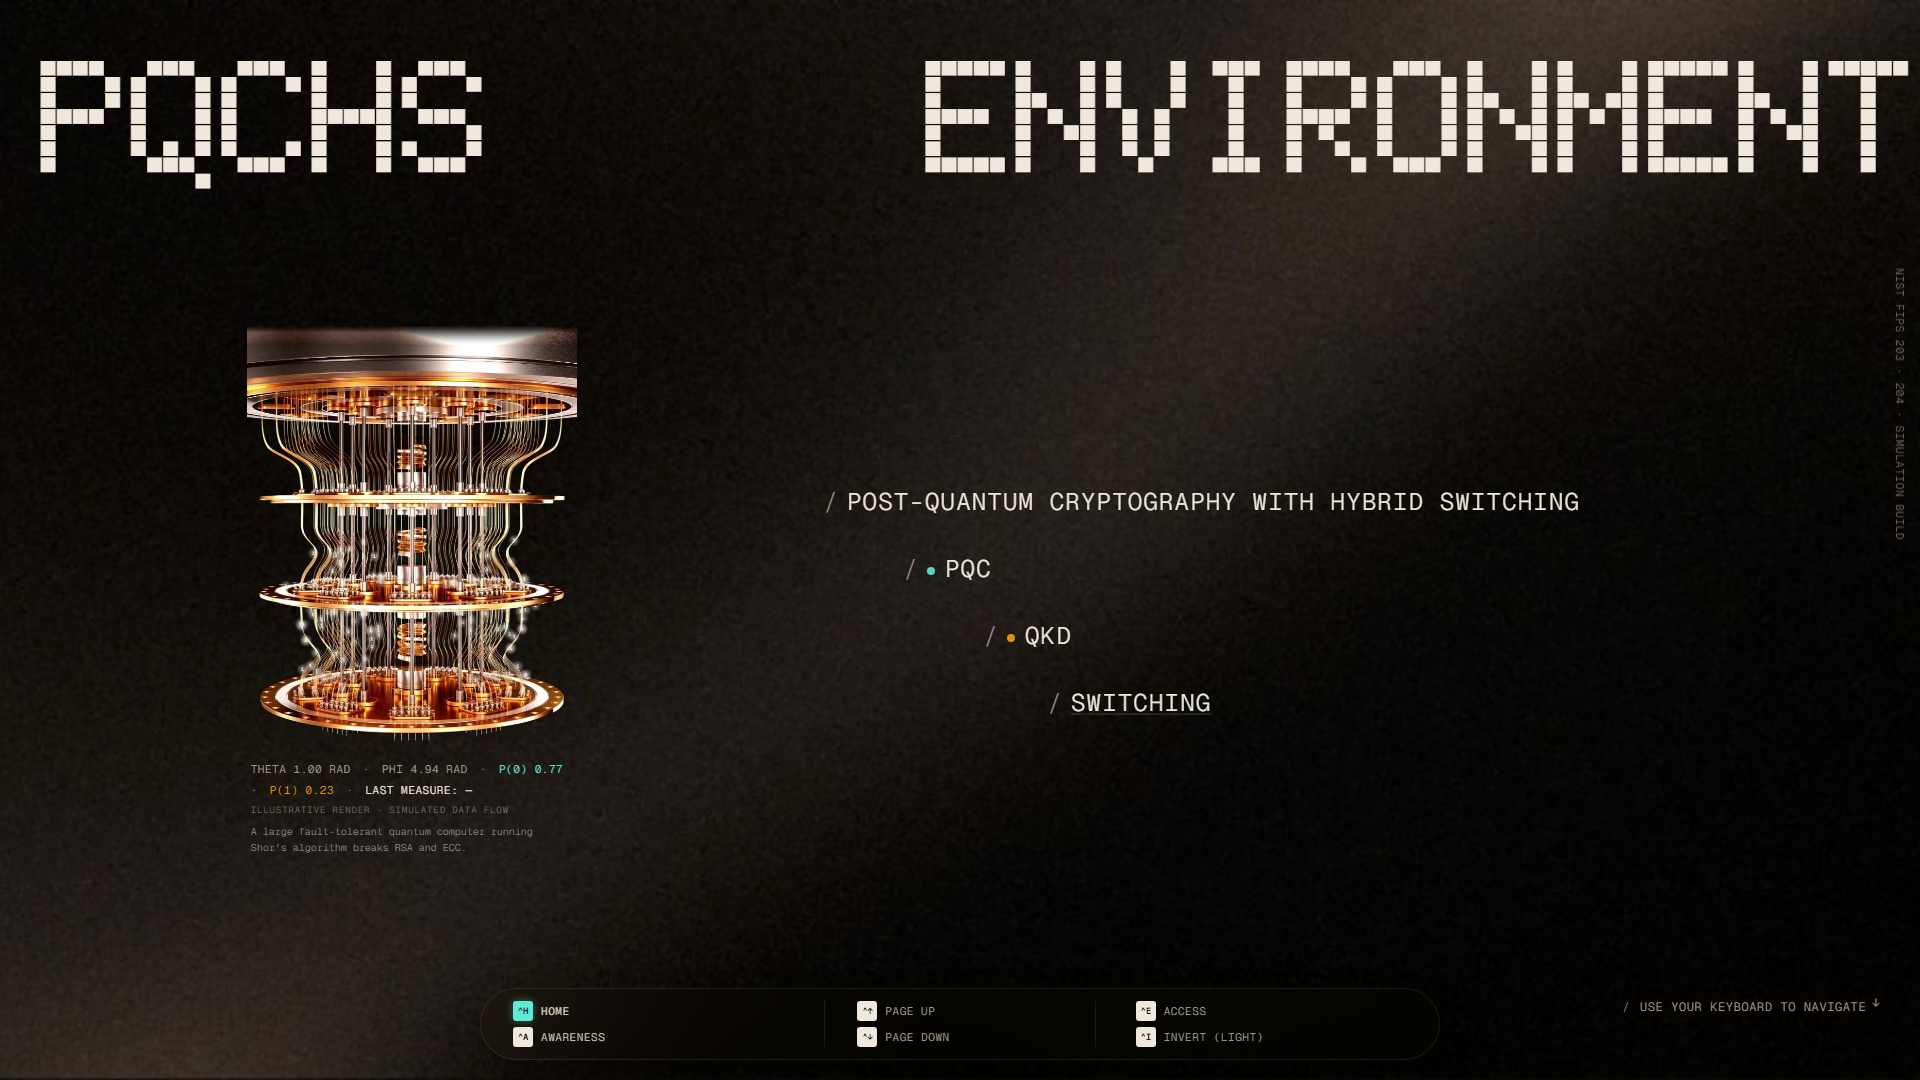 PQCHS ENVIRONMENT
NIST FIPS 203 · 204 · SIMULATION BUILD
/ POST-QUANTUM CRYPTOGRAPHY WITH HYBRID SWITCHING
/ • PQC
/ • QKD
/ SWITCHING
THETA 1.00 RAD · PHI 4.94 RAD · P(0) 0.77
· P(1) 0.23 · LAST MEASURE: —
ILLUSTRATIVE RENDER · SIMULATED DATA FLOW
A large fault-tolerant quantum computer running
Shor's algorithm breaks RSA and ECC.
^H HOME
^A AWARENESS
^↑ PAGE UP
^↓ PAGE DOWN
^E ACCESS
^I INVERT (LIGHT)
/ USE YOUR KEYBOARD TO NAVIGATE ↓